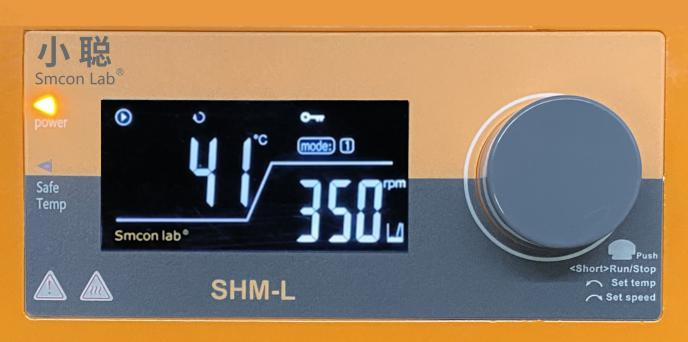 小聪
Smcon Lab®
power
Safe
Temp
°C
41
mode: 1
350
rpm
Smcon lab®
SHM-L
Push
<Short>Run/Stop
Set temp
Set speed